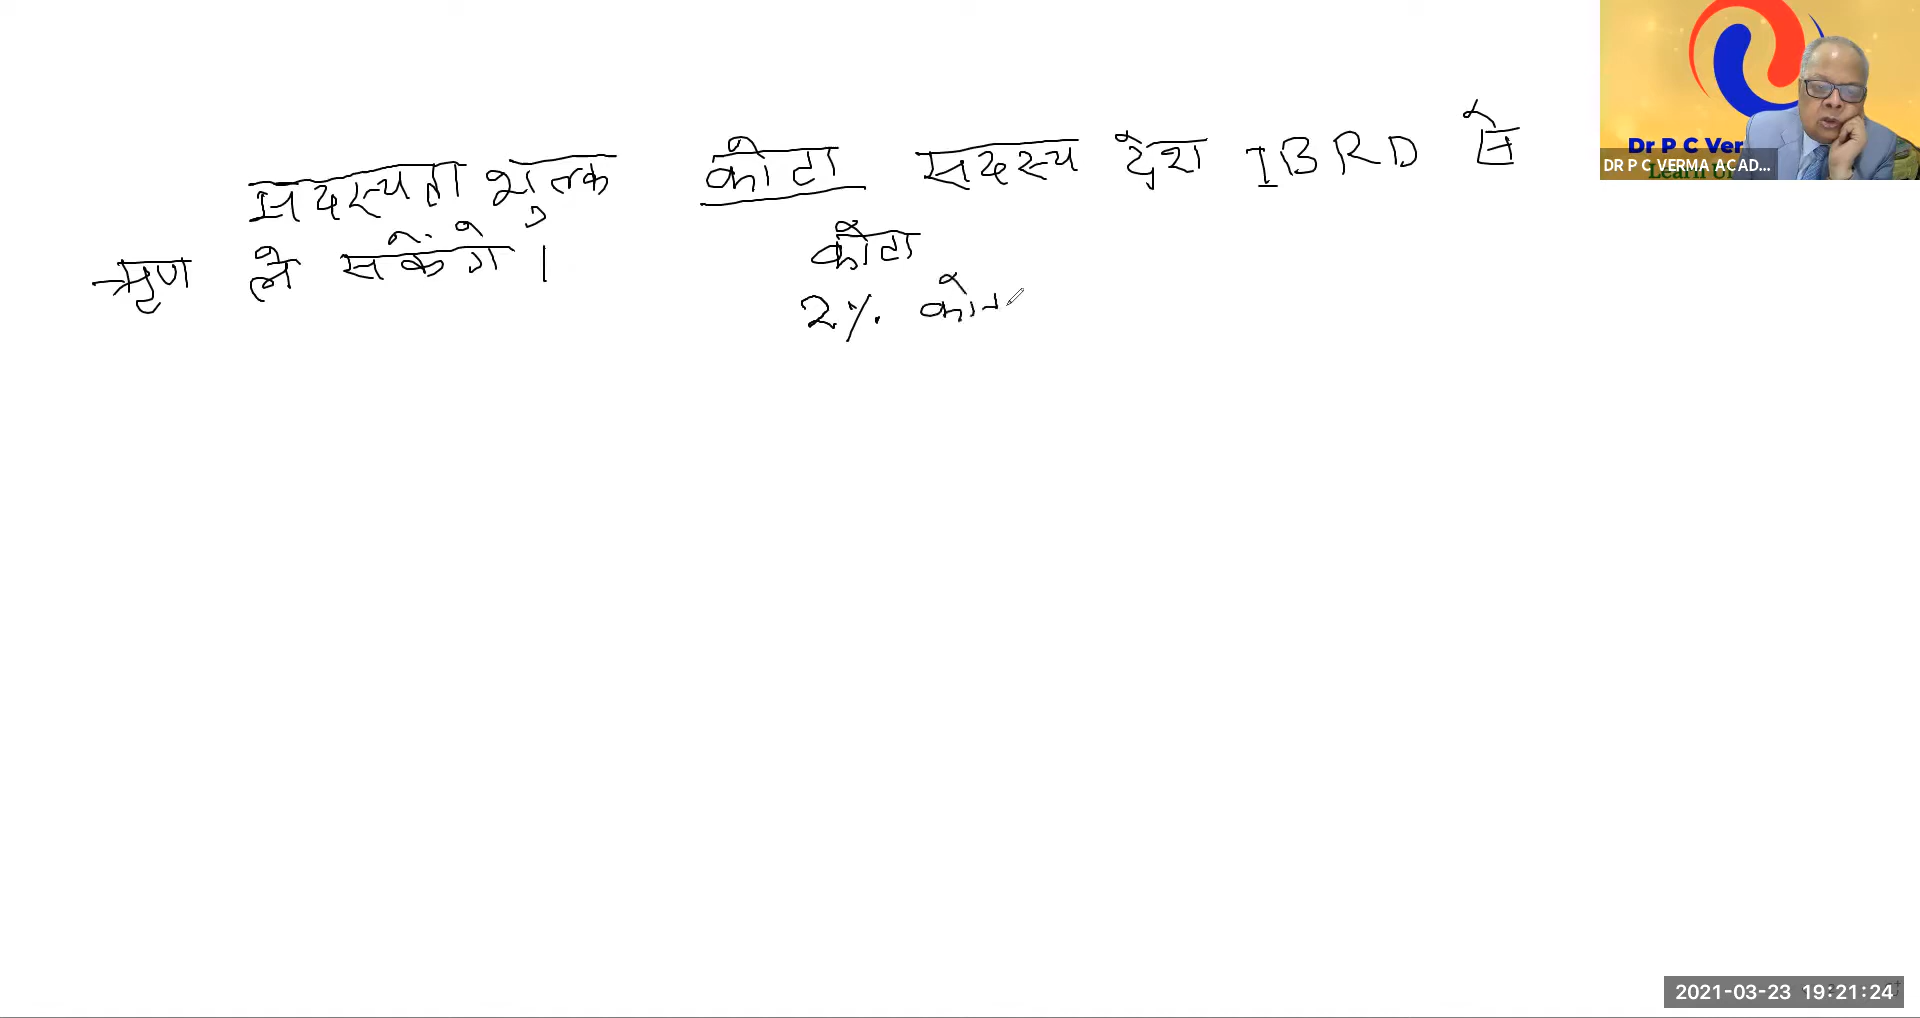 सदस्यता शुल्क कोटा सदस्य देश IBRD से
ऋण ले सकेंगे।
कोटा
2%
Dr P C Ver
DR P C VERMA ACAD...
2021-03-23 19:21:24